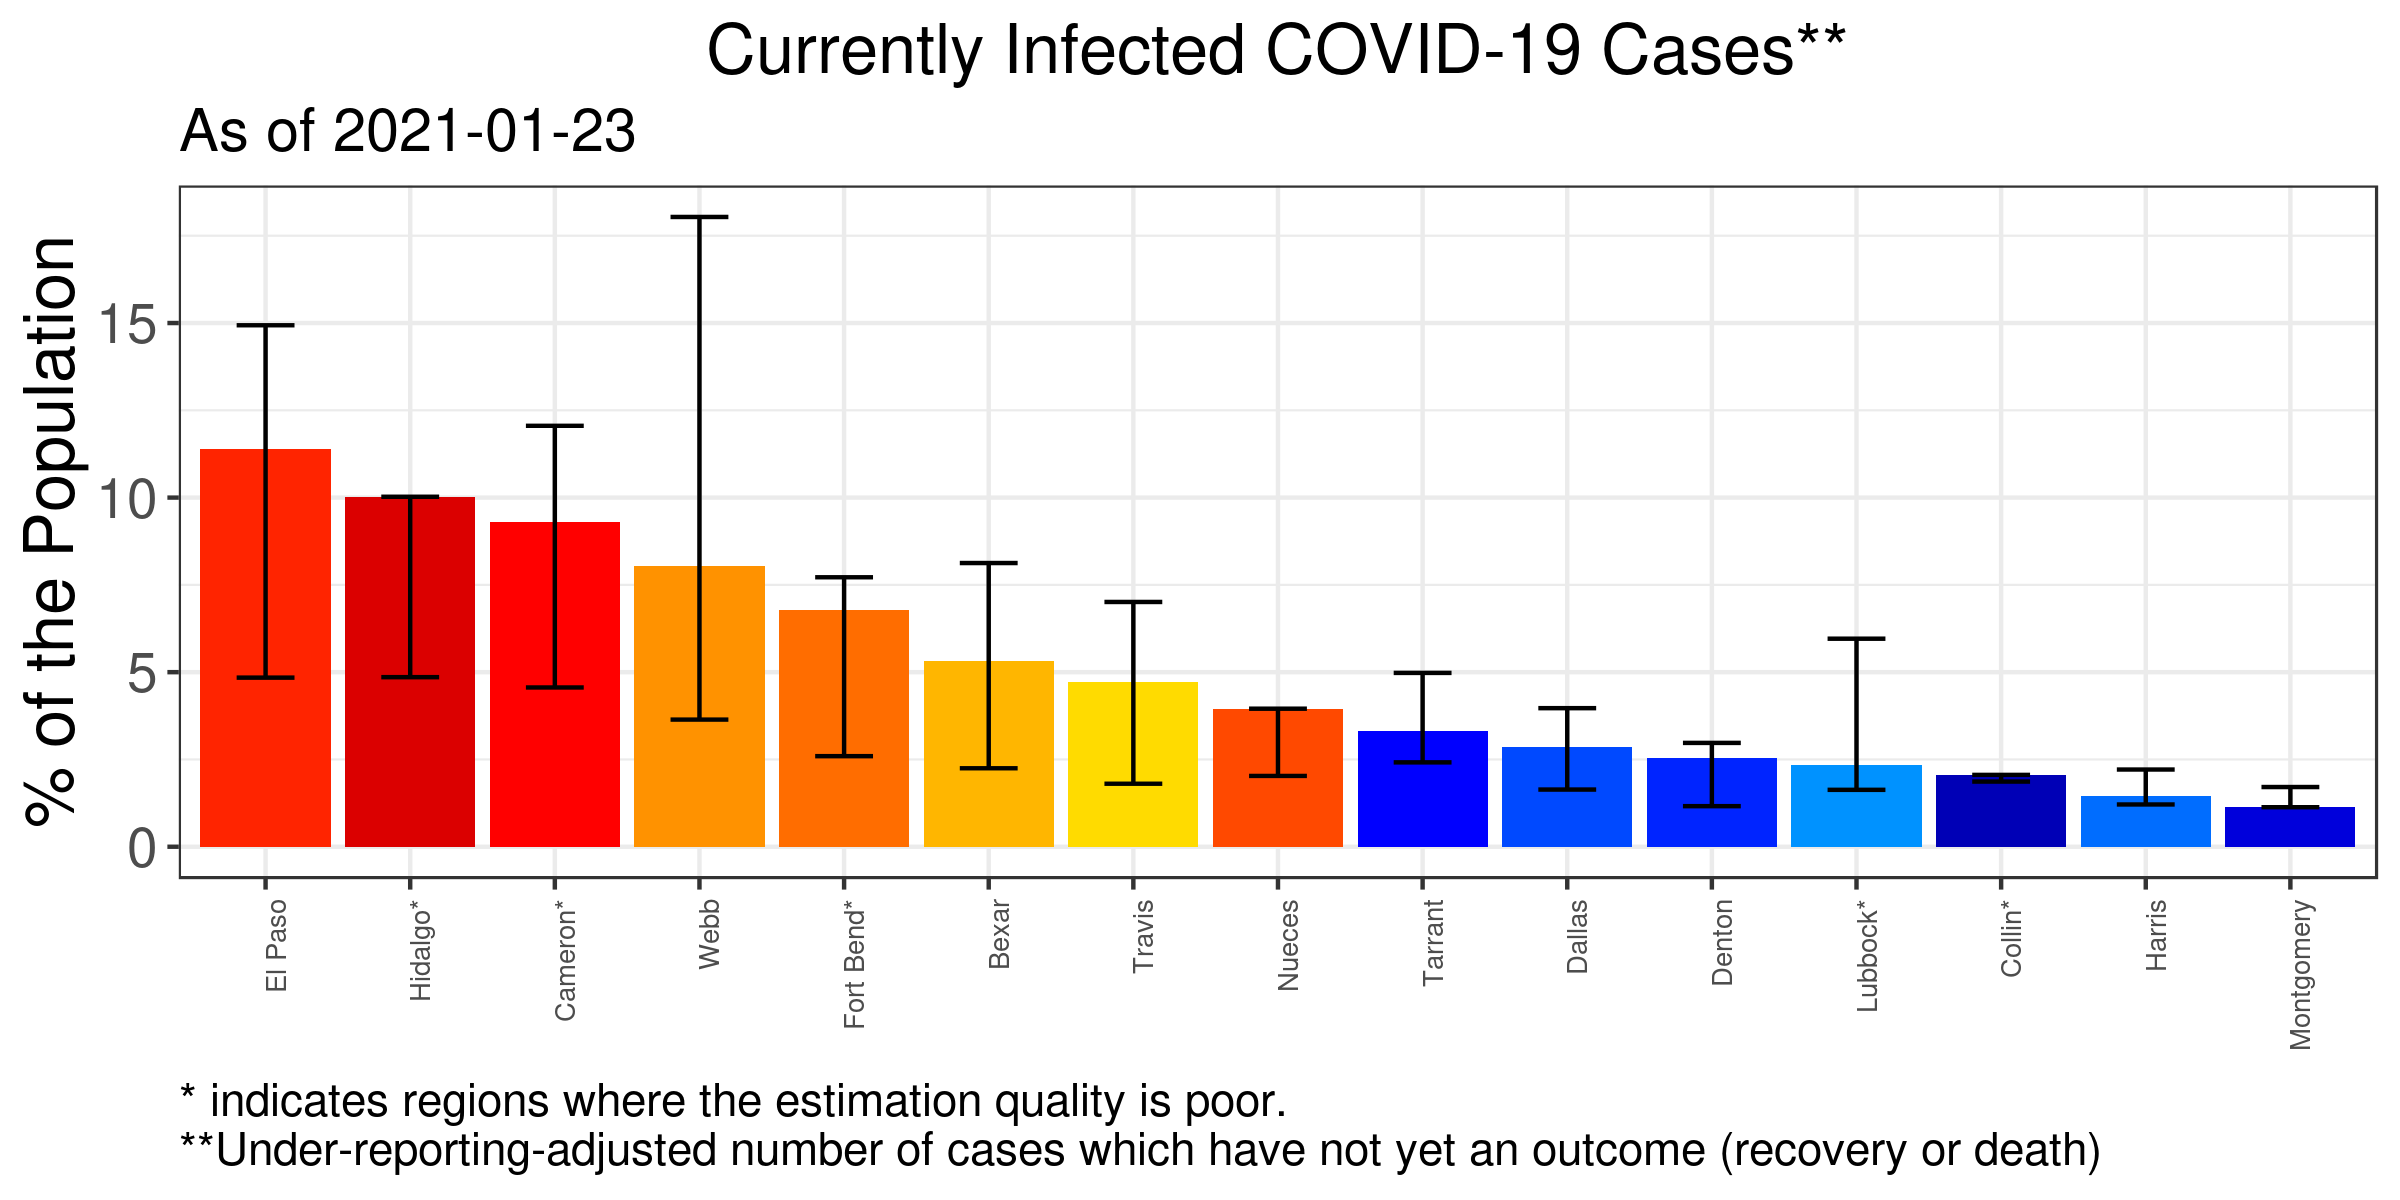 Currently Infected COVID-19 Cases**
As of 2021-01-23
% of the Population
15
10
5
0
El Paso
Hidalgo*
Cameron*
Webb
Fort Bend*
Bexar
Travis
Nueces
Tarrant
Dallas
Denton
Lubbock*
Collin*
Harris
Montgomery
* indicates regions where the estimation quality is poor.
**Under-reporting-adjusted number of cases which have not yet an outcome (recovery or death)